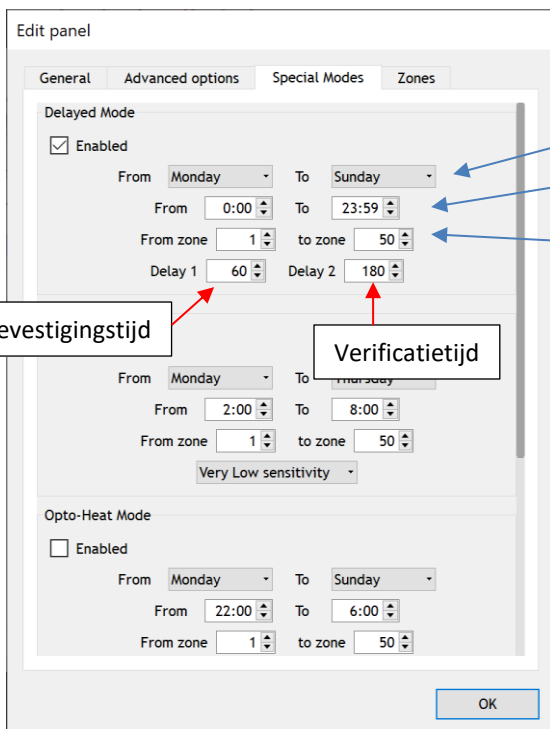 Edit panel
General Advanced options Special Modes Zones
Delayed Mode
Enabled
From Monday To Sunday
From 0:00 To 23:59
From zone 1 to zone 50
Delay 1 60 Delay 2 180
evestigingstijd
Verificatietijd
From Monday To Thursday
From 2:00 To 8:00
From zone 1 to zone 50
Very Low sensitivity
Opto-Heat Mode
Enabled
From Monday To Sunday
From 22:00 To 6:00
From zone 1 to zone 50
OK